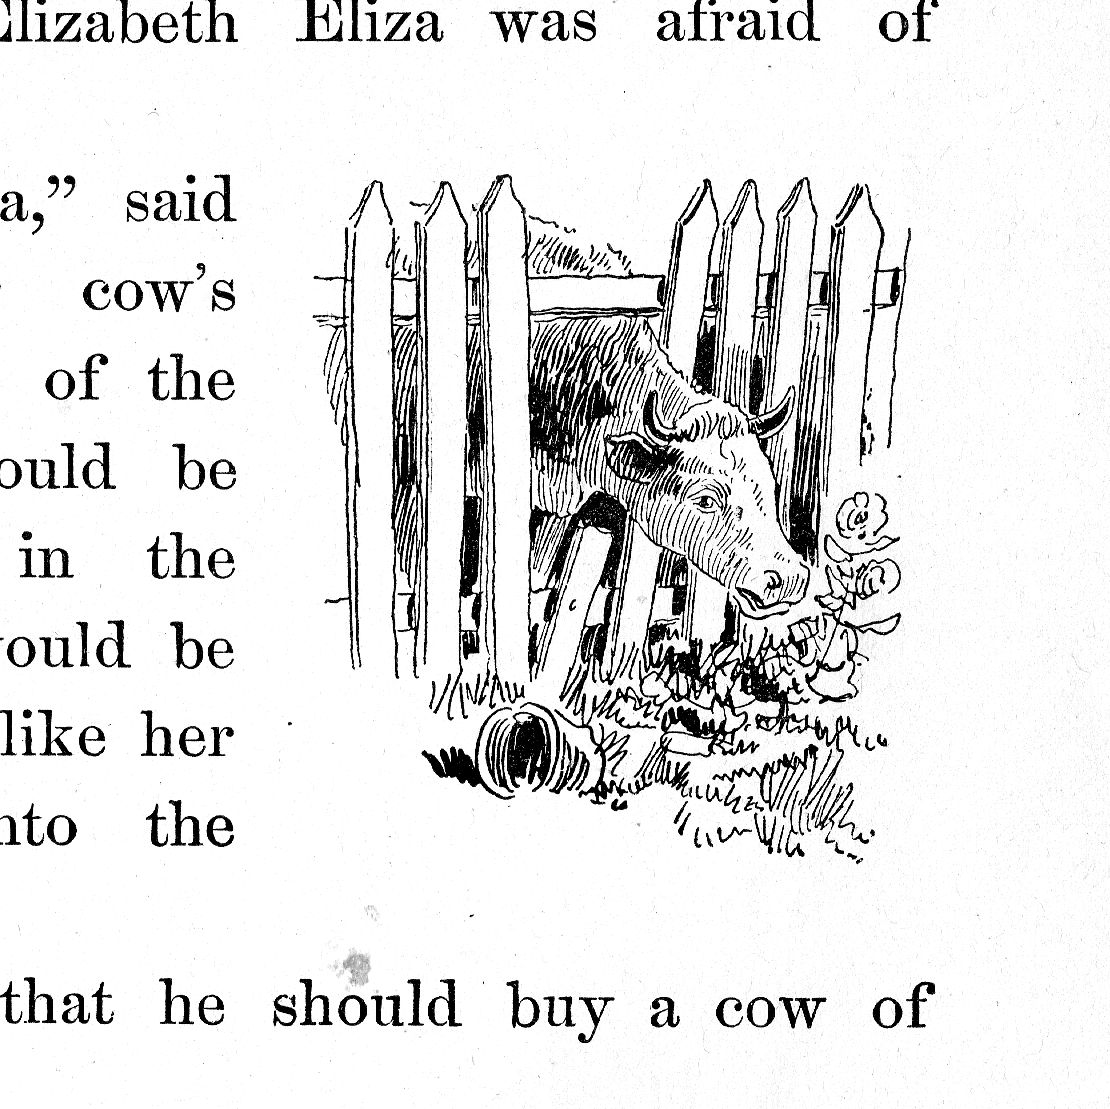 Elizabeth Eliza was afraid of
a,” said
cow’s
of the
ould be
in the
ould be
like her
nto the
that he should buy a cow of